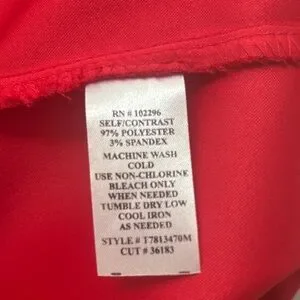 RN # 102296
SELF/CONTRAST
97% POLYESTER
3% SPANDEX
MACHINE WASH
COLD
USE NON-CHLORINE
BLEACH ONLY
WHEN NEEDED
TUMBLE DRY LOW
COOL IRON
AS NEEDED
STYLE # T7813470M
CUT # 36183